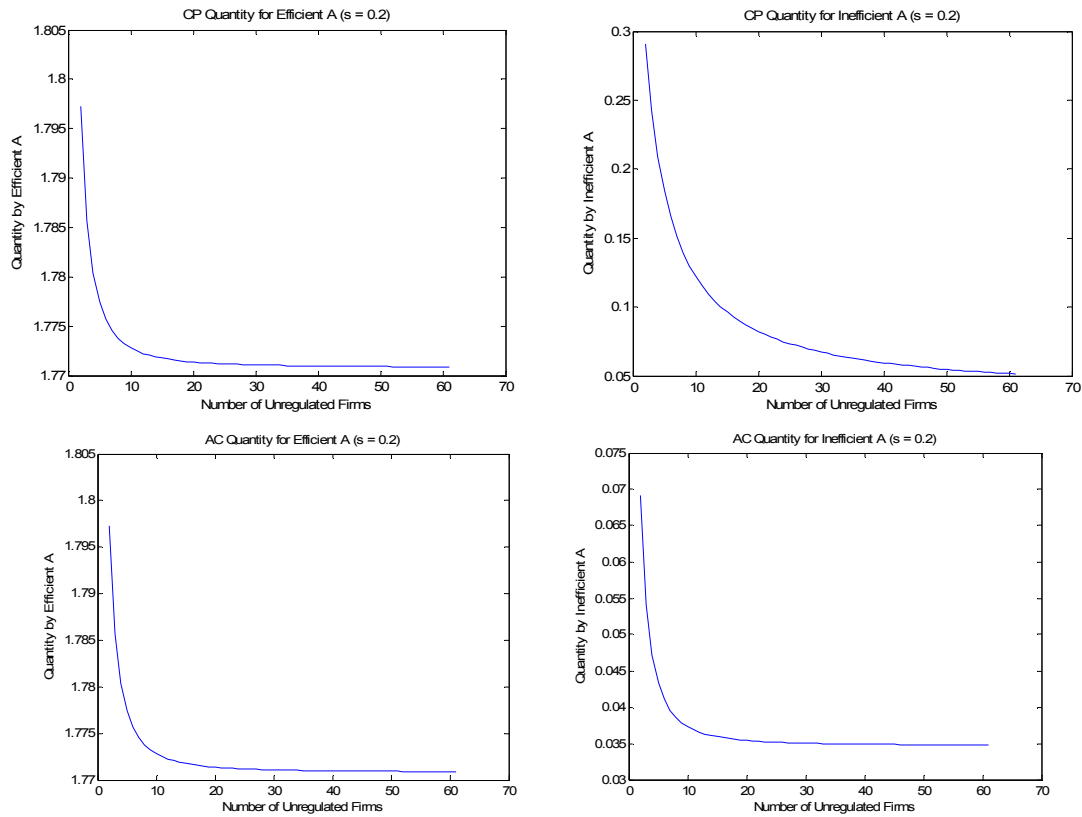 CP Quantity for Efficient A (s = 0.2)
1.805
1.8
1.795
1.79
1.785
1.78
1.775
1.77
Quantity by Efficient A
0 10 20 30 40 50 60 70
Number of Unregulated Firms
CP Quantity for Inefficient A (s = 0.2)
0.3
0.25
0.2
0.15
0.1
0.05
Quantity by Inefficient A
0 10 20 30 40 50 60 70
Number of Unregulated Firms
AC Quantity for Efficient A (s = 0.2)
1.805
1.8
1.795
1.79
1.785
1.78
1.775
1.77
Quantity by Efficient A
0 10 20 30 40 50 60 70
Number of Unregulated Firms
AC Quantity for Inefficient A (s = 0.2)
0.075
0.07
0.065
0.06
0.055
0.05
0.045
0.04
0.035
0.03
Quantity by Inefficient A
0 10 20 30 40 50 60 70
Number of Unregulated Firms